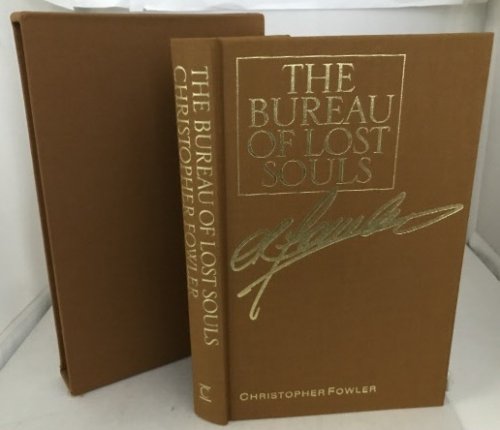 THE
BUREAU
OF LOST
SOULS
CHRISTOPHER FOWLER
THE BUREAU OF LOST SOULS
CHRISTOPHER FOWLER